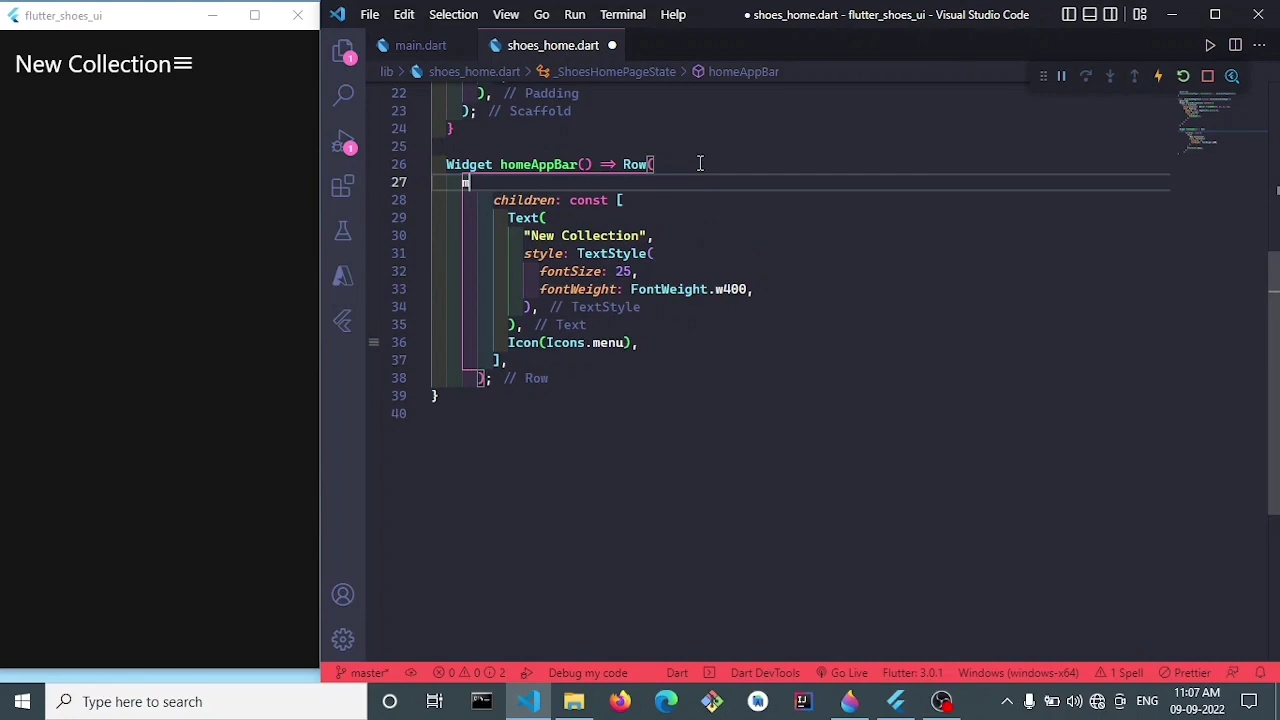 flutter_shoes_ui
New Collection
File Edit Selection View Go Run Terminal Help
● shoes_home.dart - flutter_shoes_ui - Visual Studio Code
main.dart
shoes_home.dart ●
lib > shoes_home.dart > _ShoesHomePageState > homeAppBar
22 ), // Padding
23 ); // Scaffold
24 }
25
26 Widget homeAppBar() => Row(
27 m
28 children: const [
29 Text(
30 "New Collection",
31 style: TextStyle(
32 fontSize: 25,
33 fontWeight: FontWeight.w400,
34 ), // TextStyle
35 ), // Text
36 Icon(Icons.menu),
37 ],
38 ); // Row
39 }
40
1
1
master* 0 0 2 Debug my code Dart Dart DevTools Go Live Flutter: 3.0.1 Windows (windows-x64) 1 Spell Prettier
Type here to search
ENG
7:07 AM
09-09-2022